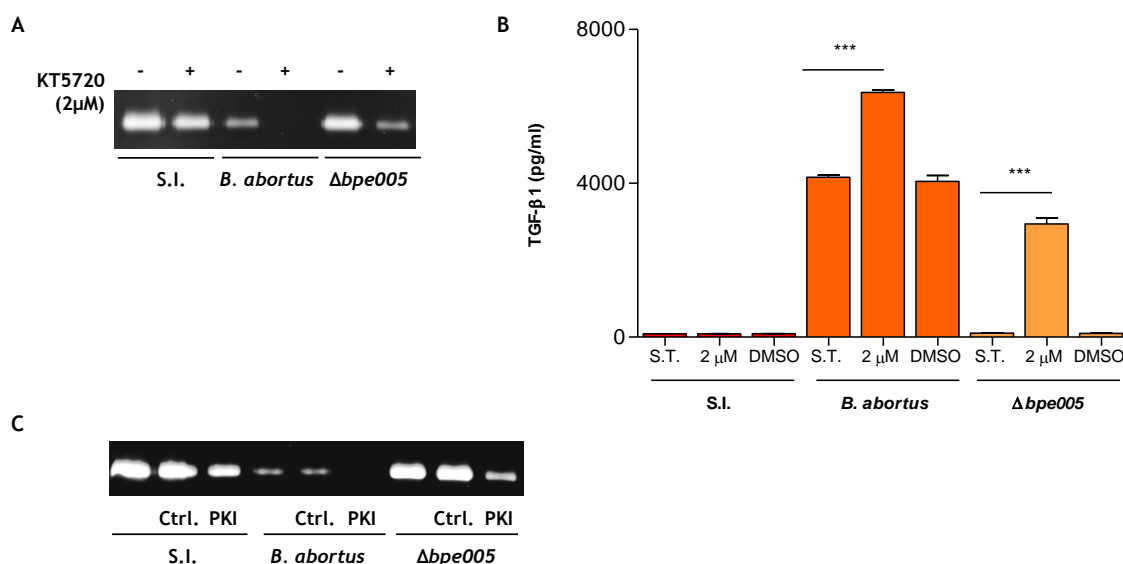 A
KT5720
(2µM)
- + - + - +
S.I. B. abortus Δbpe005
B
TGF-β 1 (pg/ml)
8000
4000
0
***
***
S.T. 2 µM DMSO S.T. 2 µM DMSO S.T. 2 µM DMSO
S.I. B. abortus Δbpe005
C
Ctrl. PKI Ctrl. PKI Ctrl. PKI
S.I. B. abortus Δbpe005